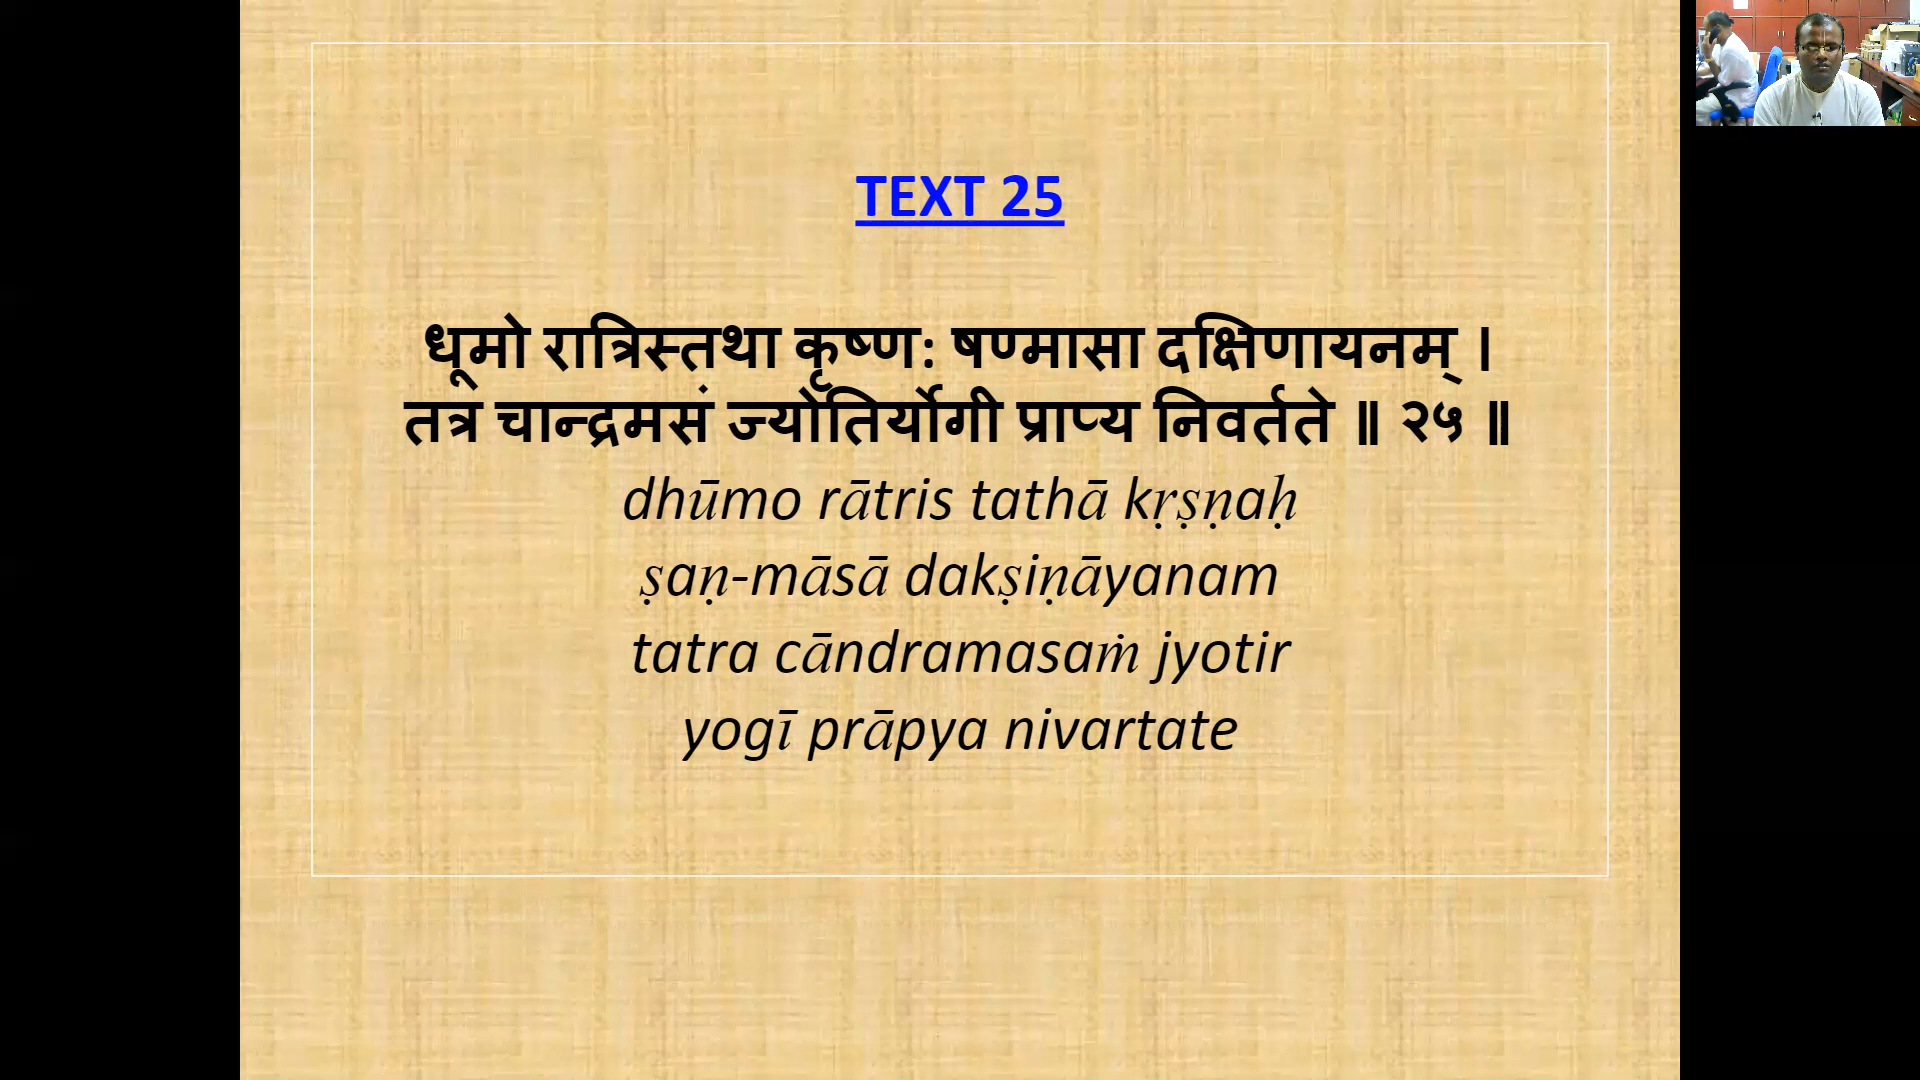 TEXT 25
धूमो रात्रिस्तथा कृष्ण: षण्मासा दक्षिणायनम् ।
तत्र चान्द्रमसं ज्योतिर्योगी प्राप्य निवर्तते ॥ २५ ॥
dhūmo rātris tathā kṛṣṇaḥ
ṣaṇ-māsā dakṣiṇāyanam
tatra cāndramasaṁ jyotir
yogī prāpya nivartate